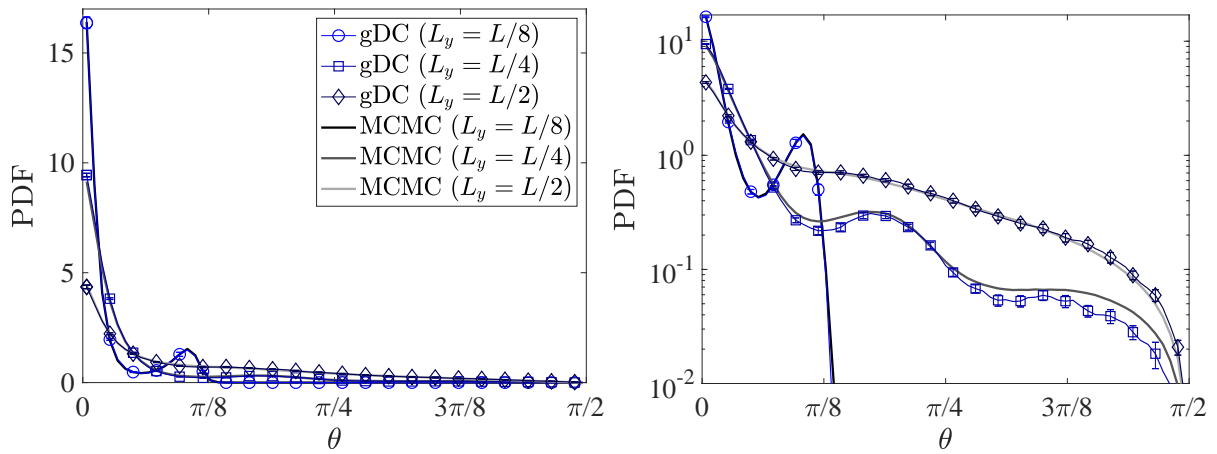 PDF
15
10
5
0
0
π/8
π/4
3π/8
π/2
θ
gDC (L_y = L/8)
gDC (L_y = L/4)
gDC (L_y = L/2)
MCMC (L_y = L/8)
MCMC (L_y = L/4)
MCMC (L_y = L/2)
PDF
10^1
10^0
10^-1
10^-2
0
π/8
π/4
3π/8
π/2
θ